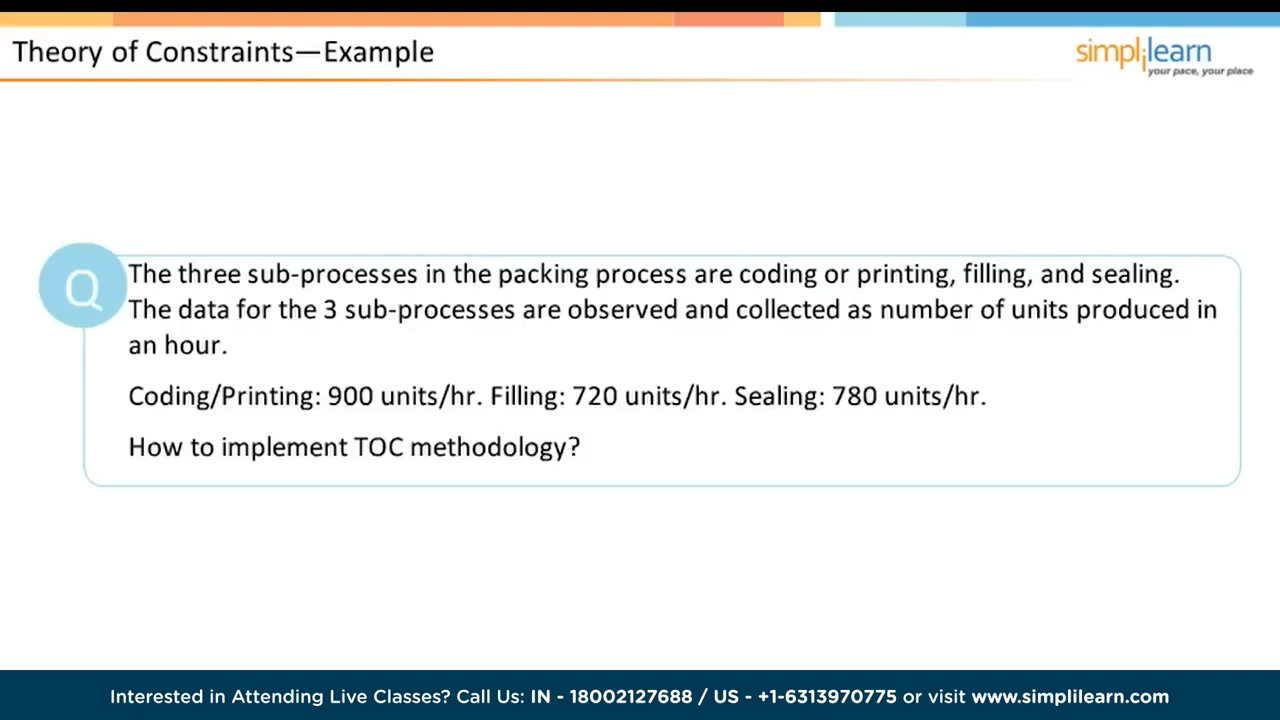 Theory of Constraints—Example
simplilearn
your pace, your place
Q
The three sub-processes in the packing process are coding or printing, filling, and sealing.
The data for the 3 sub-processes are observed and collected as number of units produced in
an hour.
Coding/Printing: 900 units/hr. Filling: 720 units/hr. Sealing: 780 units/hr.
How to implement TOC methodology?
Interested in Attending Live Classes? Call Us: IN - 18002127688 / US - +1-6313970775 or visit www.simplilearn.com